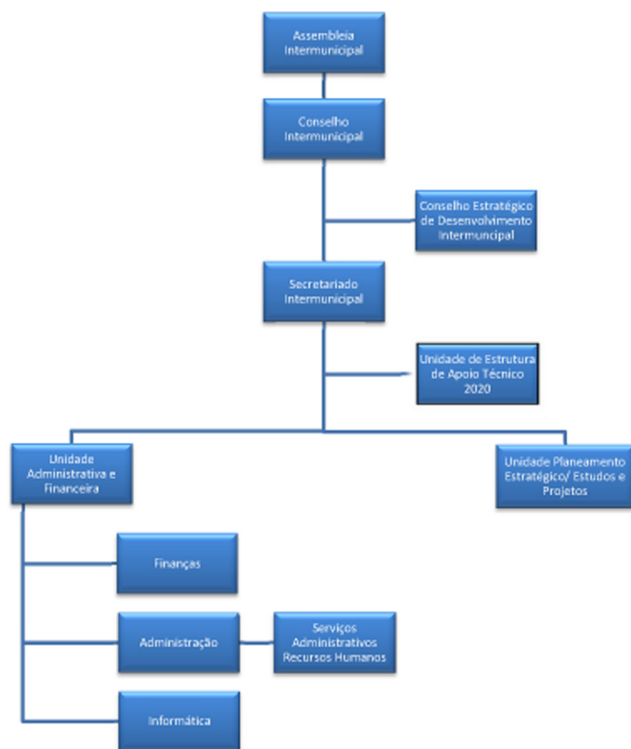 Assembleia
Intermunicipal
Conselho
Intermunicipal
Conselho Estratégico
de Desenvolvimento
Intermuncipal
Secretariado
Intermunicipal
Unidade de Estrutura
de Apoio Técnico
2020
Unidade
Administrativa e
Financeira
Unidade Planeamento
Estratégico/ Estudos e
Projetos
Finanças
Administração
Serviços
Administrativos
Recursos Humanos
Informática